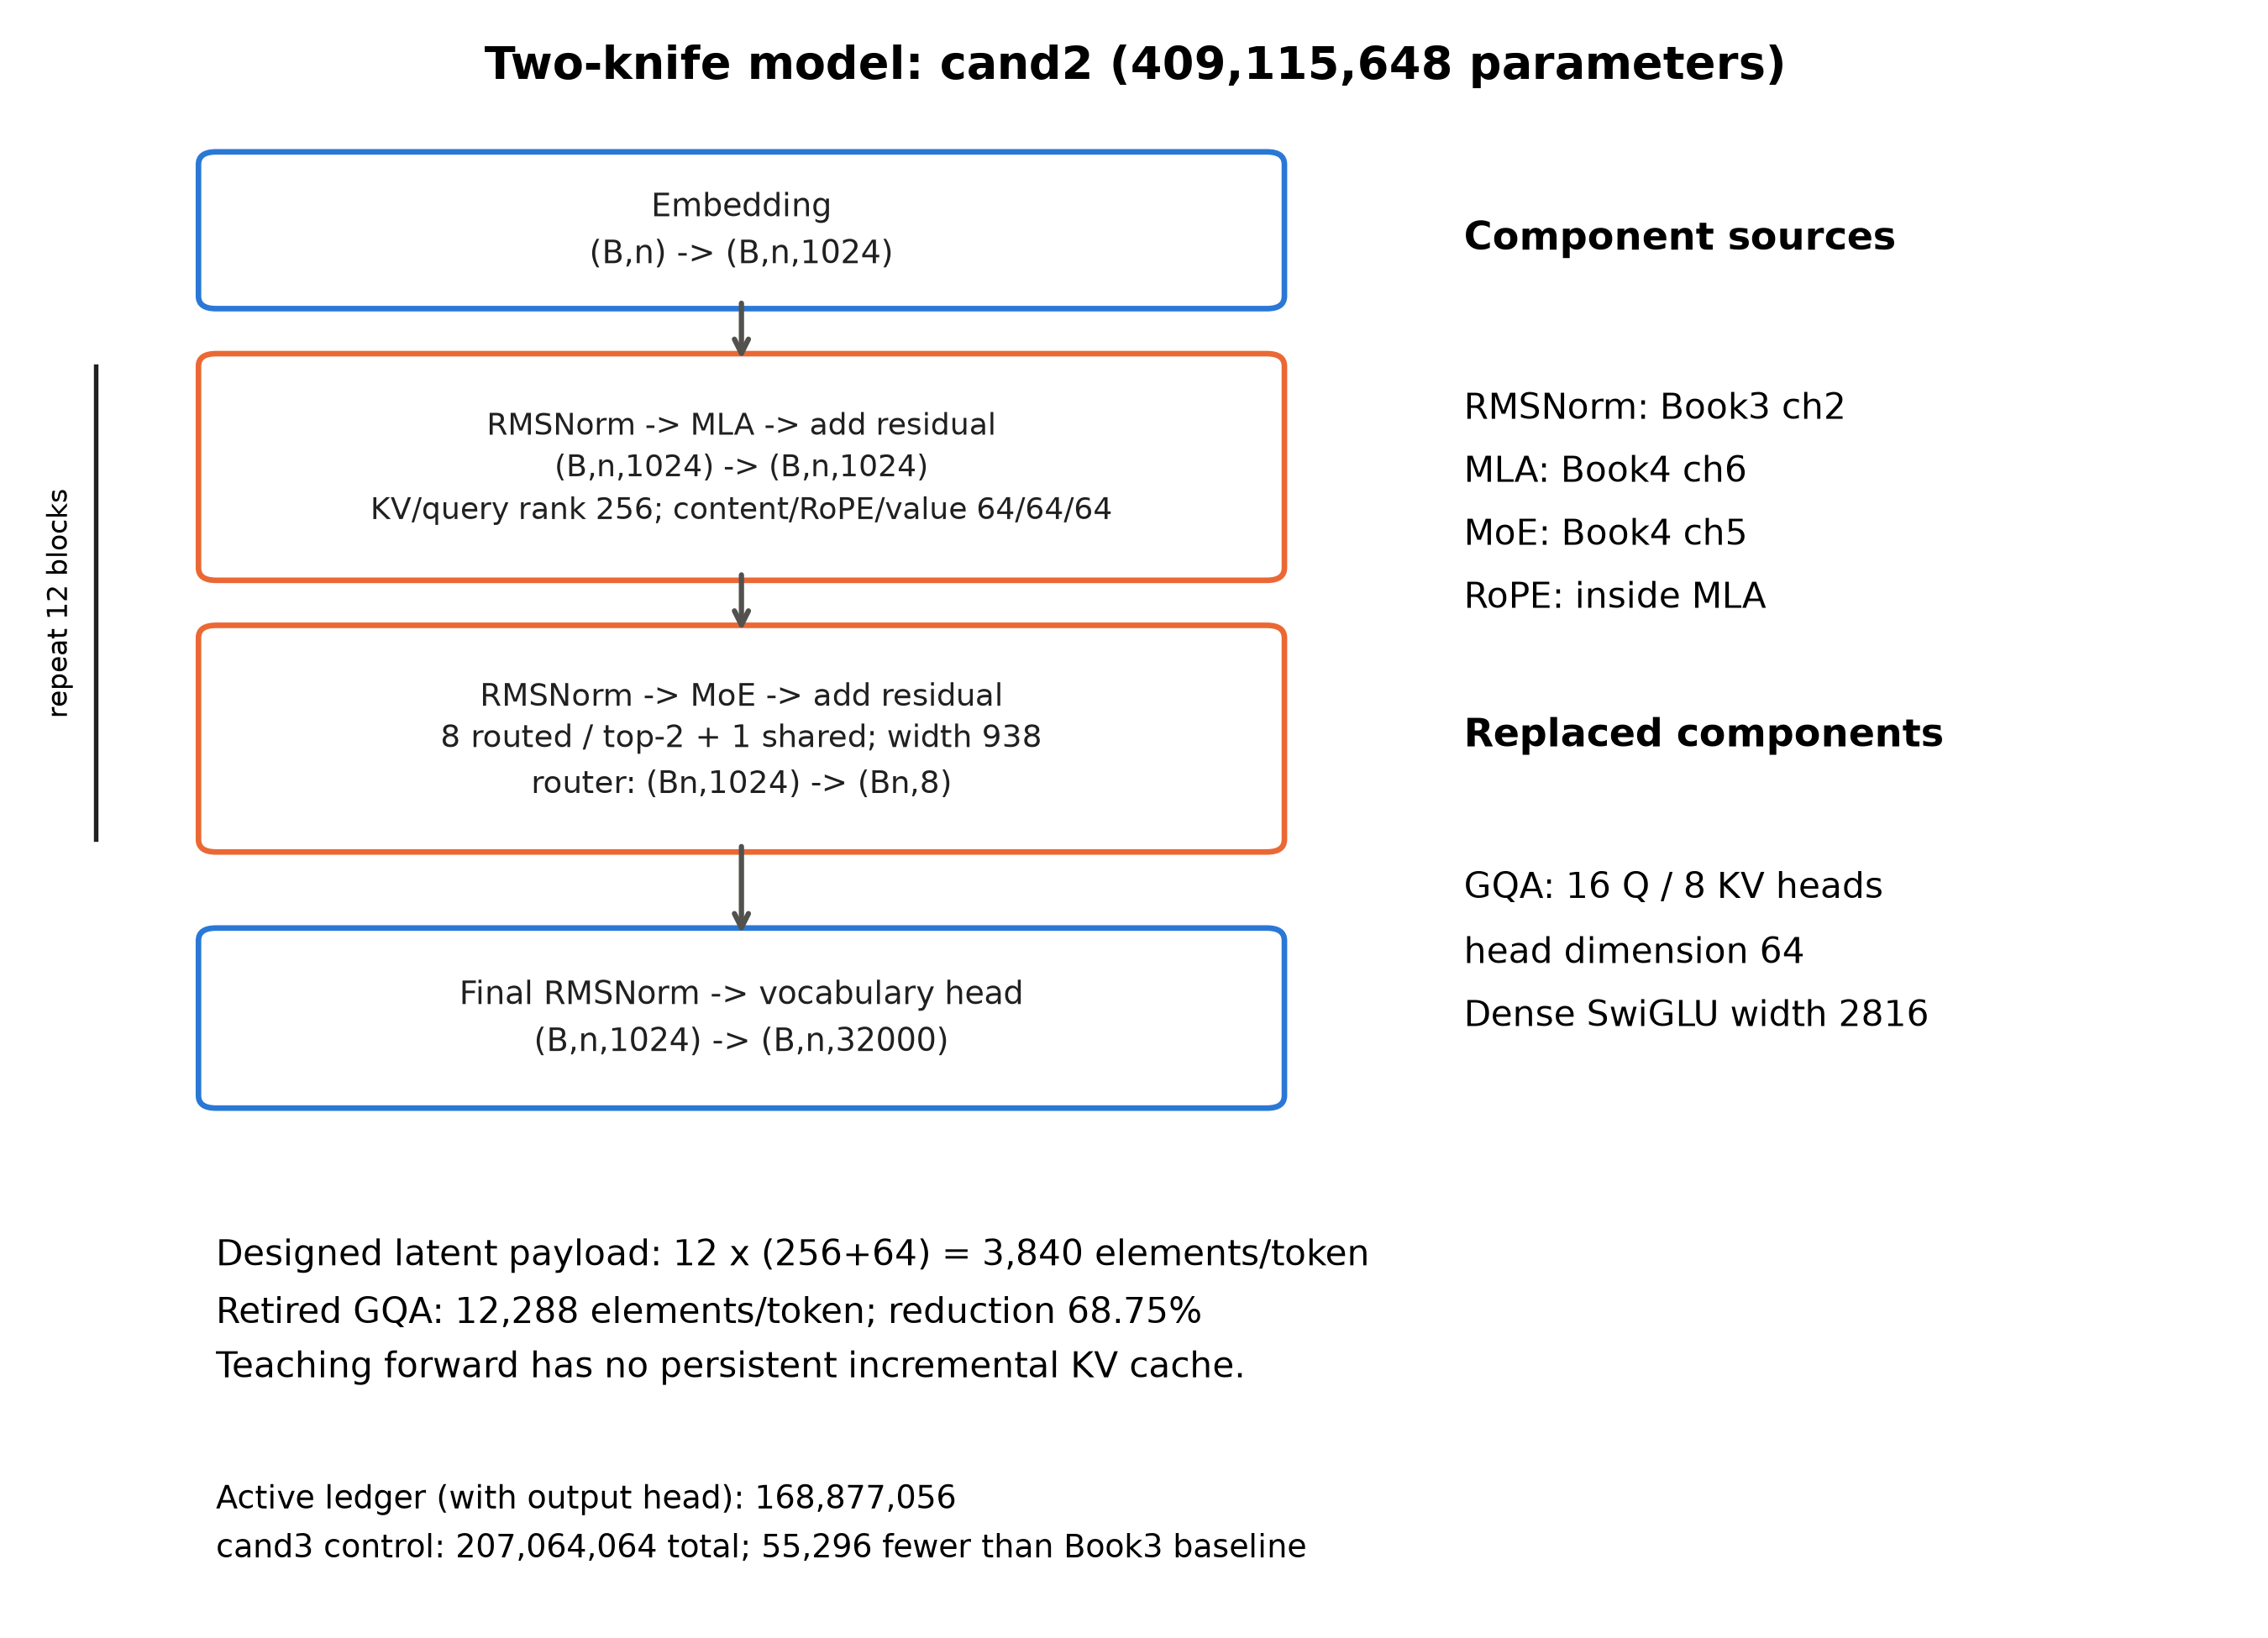 Two-knife model: cand2 (409,115,648 parameters)
Embedding
(B,n) -> (B,n,1024)
RMSNorm -> MLA -> add residual
(B,n,1024) -> (B,n,1024)
KV/query rank 256; content/RoPE/value 64/64/64
RMSNorm -> MoE -> add residual
8 routed / top-2 + 1 shared; width 938
router: (Bn,1024) -> (Bn,8)
Final RMSNorm -> vocabulary head
(B,n,1024) -> (B,n,32000)
repeat 12 blocks
Component sources
RMSNorm: Book3 ch2
MLA: Book4 ch6
MoE: Book4 ch5
RoPE: inside MLA
Replaced components
GQA: 16 Q / 8 KV heads
head dimension 64
Dense SwiGLU width 2816
Designed latent payload: 12 x (256+64) = 3,840 elements/token
Retired GQA: 12,288 elements/token; reduction 68.75%
Teaching forward has no persistent incremental KV cache.
Active ledger (with output head): 168,877,056
cand3 control: 207,064,064 total; 55,296 fewer than Book3 baseline